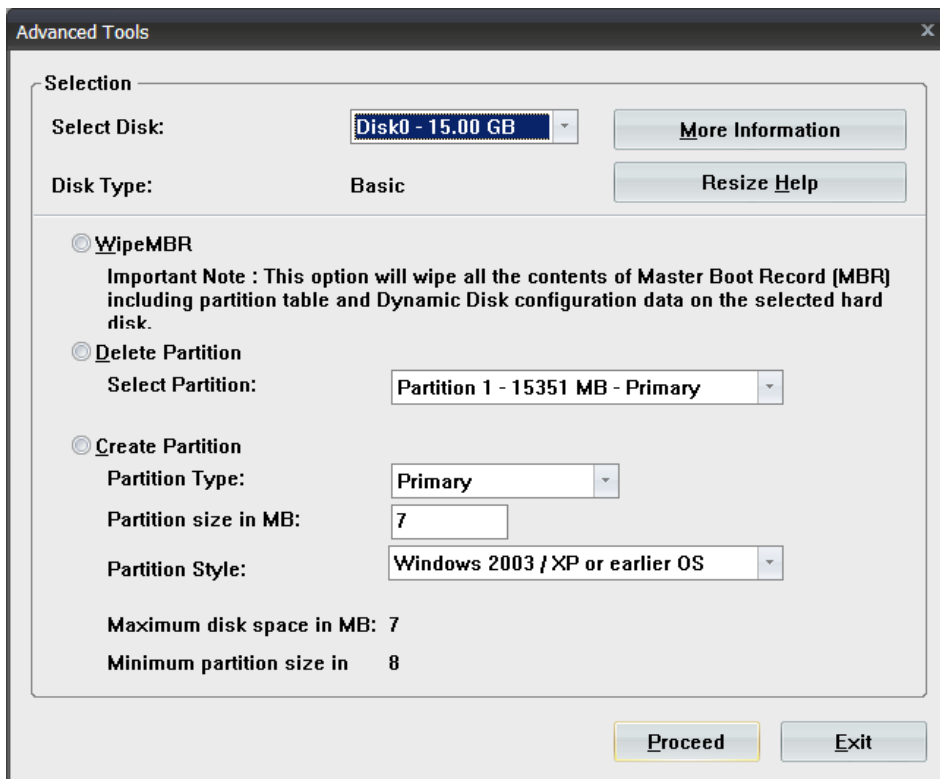 Advanced Tools x
Selection
Select Disk: Disk0 - 15.00 GB More Information
Disk Type: Basic Resize Help
WipeMBR
Important Note : This option will wipe all the contents of Master Boot Record (MBR)
including partition table and Dynamic Disk configuration data on the selected hard
disk.
Delete Partition
Select Partition: Partition 1 - 15351 MB - Primary
Create Partition
Partition Type: Primary
Partition size in MB: 7
Partition Style: Windows 2003 / XP or earlier OS
Maximum disk space in MB: 7
Minimum partition size in 8
Proceed Exit